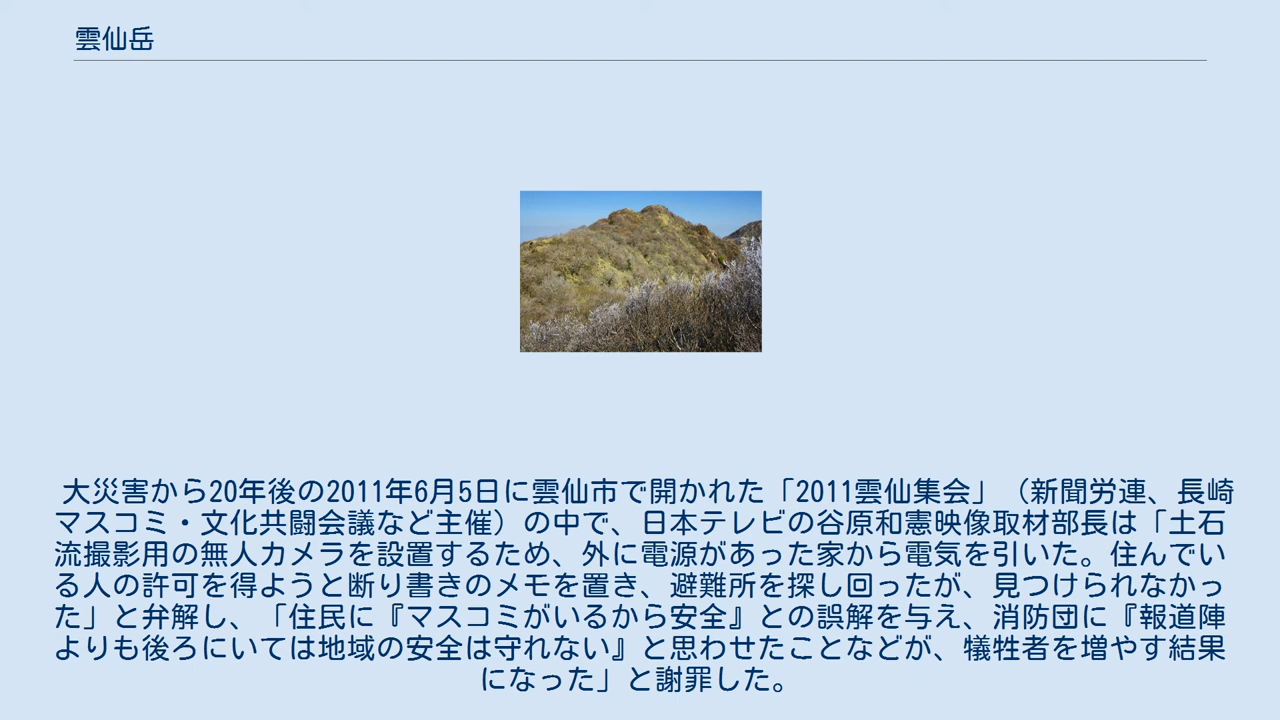 雲仙岳
大災害から20年後の2011年6月5日に雲仙市で開かれた「2011雲仙集会」（新聞労連、長崎
マスコミ・文化共闘会議など主催）の中で、日本テレビの谷原和憲映像取材部長は「土石
流撮影用の無人カメラを設置するため、外に電源があった家から電気を引いた。住んでい
る人の許可を得ようと断り書きのメモを置き、避難所を探し回ったが、見つけられなかっ
た」と弁解し、「住民に『マスコミがいるから安全』との誤解を与え、消防団に『報道陣
よりも後ろにいては地域の安全は守れない』と思わせたことなどが、犠牲者を増やす結果
になった」と謝罪した。